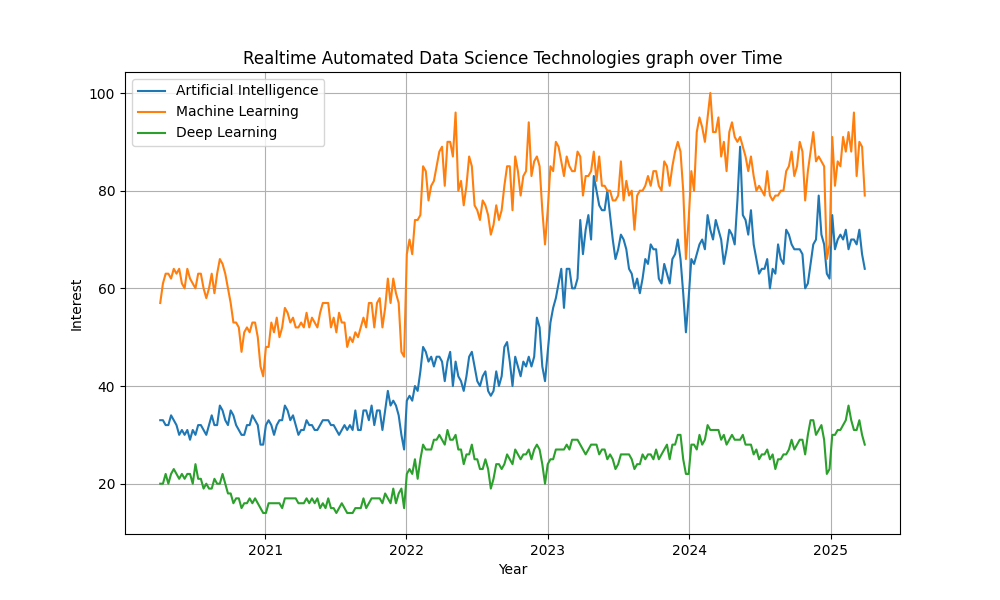 Realtime Automated Data Science Technologies graph over Time
Artificial Intelligence
Machine Learning
Deep Learning
100
80
60
40
20
Interest
2021 2022 2023 2024 2025
Year